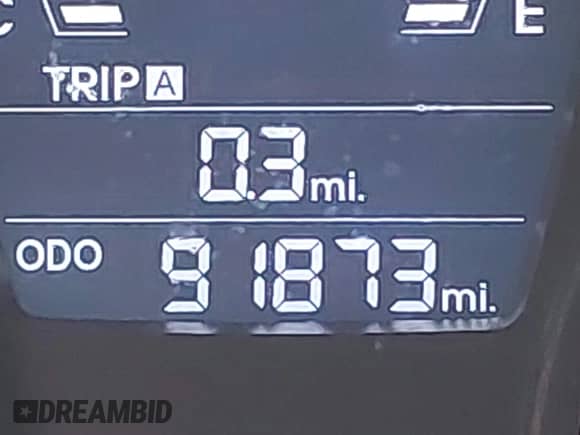 C E
TRIP A
0.3 mi.
ODO 91873 mi.
DREAMBID